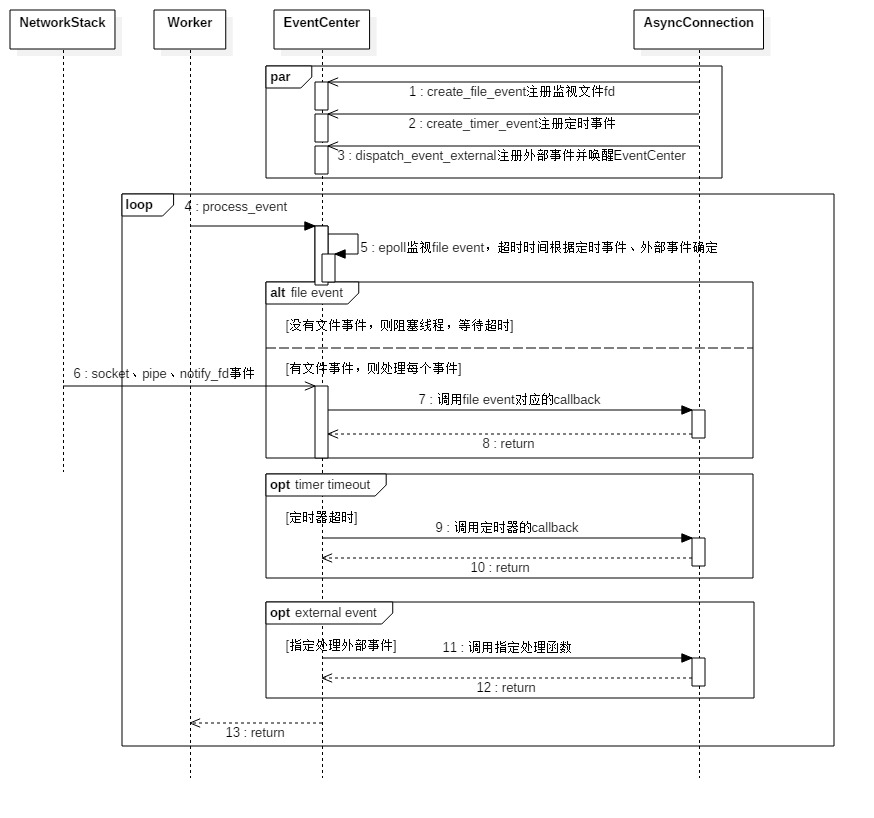 NetworkStack
Worker
EventCenter
AsyncConnection
par
1 : create_file_event注册监视文件fd
2 : create_timer_event注册定时事件
3 : dispatch_event_external注册外部事件并唤醒EventCenter
loop
4 : process_event
5 : epoll监视file event，超时时间根据定时事件、外部事件确定
alt file event
[没有文件事件，则阻塞线程，等待超时]
[有文件事件，则处理每个事件]
6 : socket、pipe、notify_fd事件
7 : 调用file event对应的callback
8 : return
opt timer timeout
[定时器超时]
9 : 调用定时器的callback
10 : return
opt external event
[指定处理外部事件]
11 : 调用指定处理函数
12 : return
13 : return